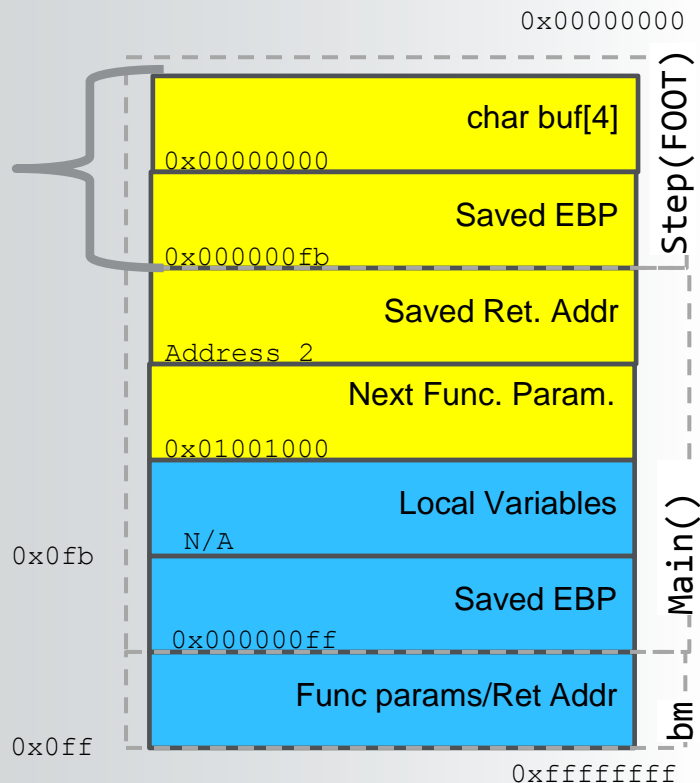 0x00000000
Step(FOOT)
char buf[4]
0x00000000
Saved EBP
0x000000fb
Saved Ret. Addr
Address 2
Next Func. Param.
0x01001000
Main()
Local Variables
N/A
0x0fb
Saved EBP
0x000000ff
bm
Func params/Ret Addr
0x0ff
0xffffffff